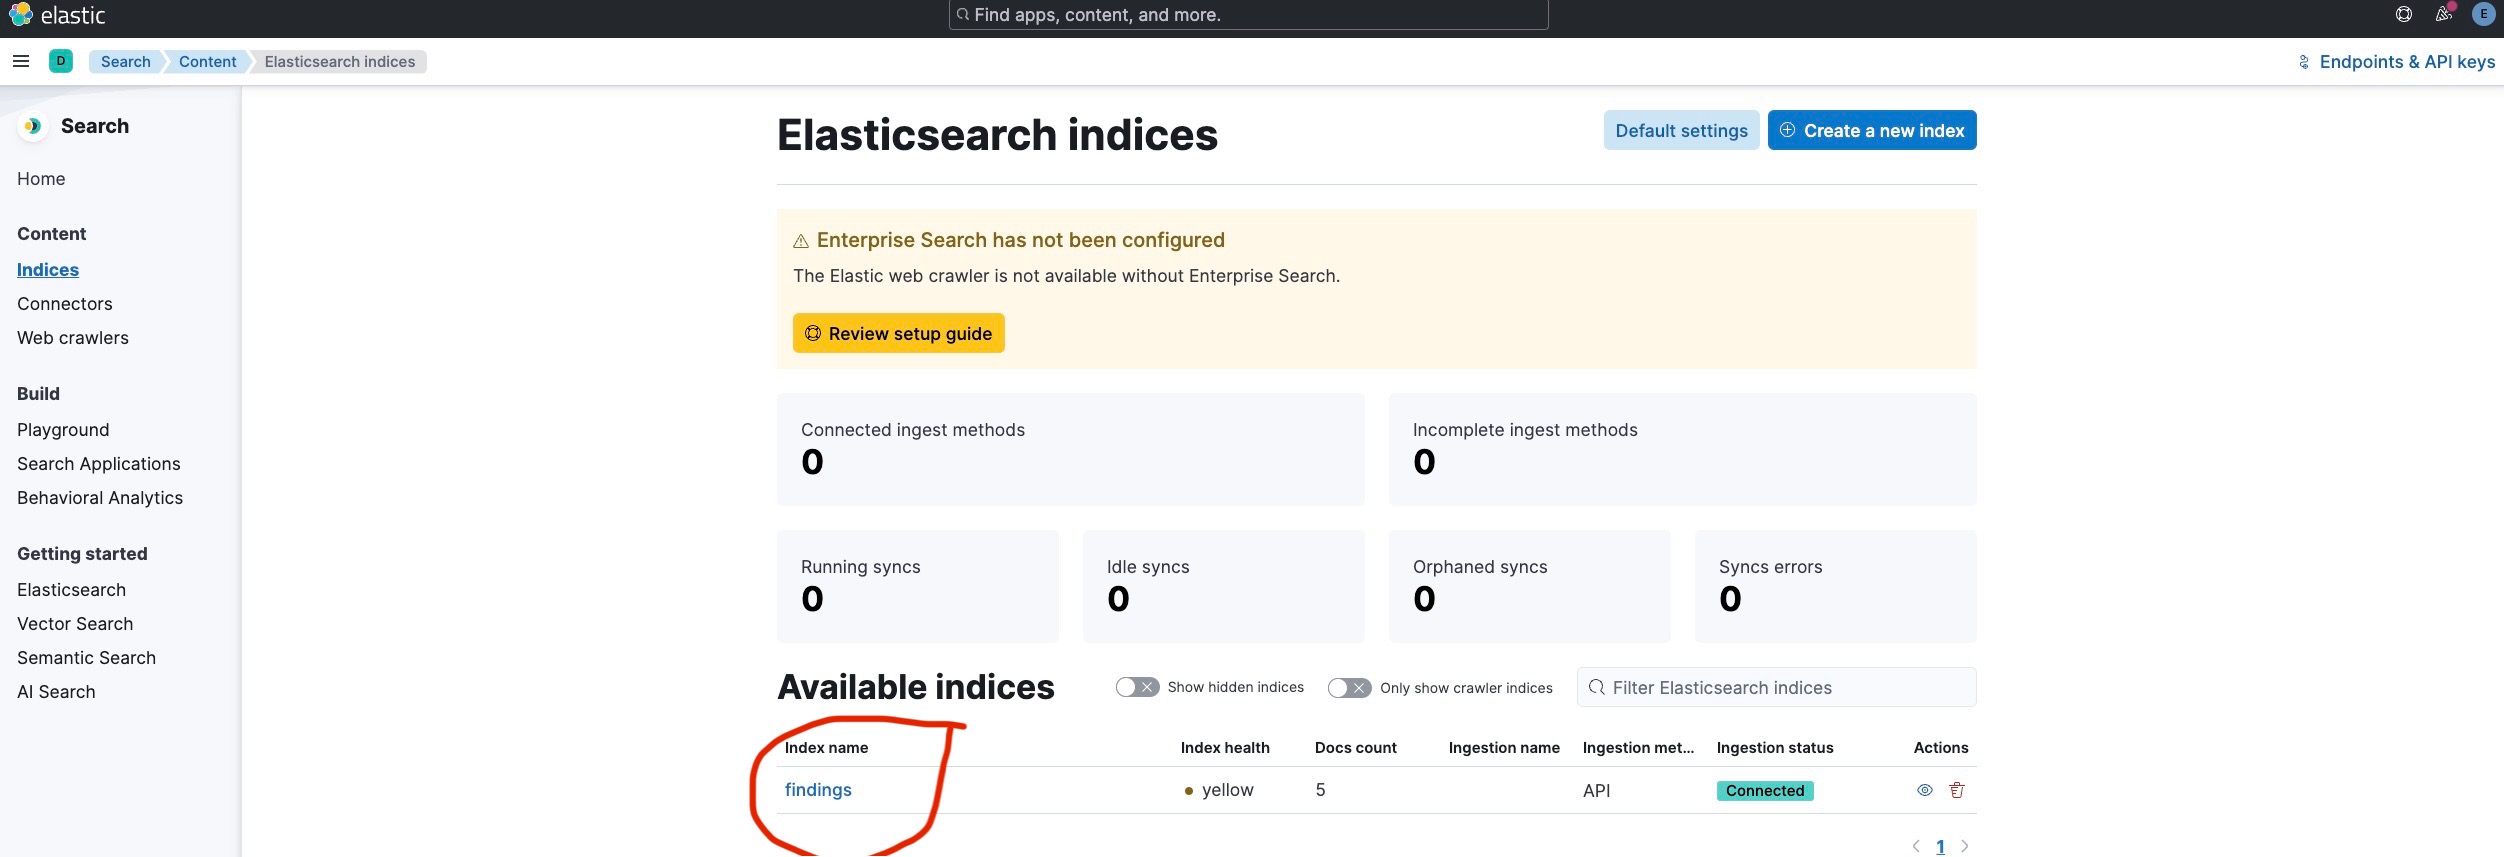 elastic
Find apps, content, and more.
E
D
Search
Content
Elasticsearch indices
Endpoints & API keys
Search
Home
Content
Indices
Connectors
Web crawlers
Build
Playground
Search Applications
Behavioral Analytics
Getting started
Elasticsearch
Vector Search
Semantic Search
AI Search
Elasticsearch indices
Default settings
Create a new index
Enterprise Search has not been configured
The Elastic web crawler is not available without Enterprise Search.
Review setup guide
Connected ingest methods
0
Incomplete ingest methods
0
Running syncs
0
Idle syncs
0
Orphaned syncs
0
Syncs errors
0
Available indices
Show hidden indices
Only show crawler indices
Filter Elasticsearch indices
Index name Index health Docs count Ingestion name Ingestion met... Ingestion status Actions
findings yellow 5 API Connected
1